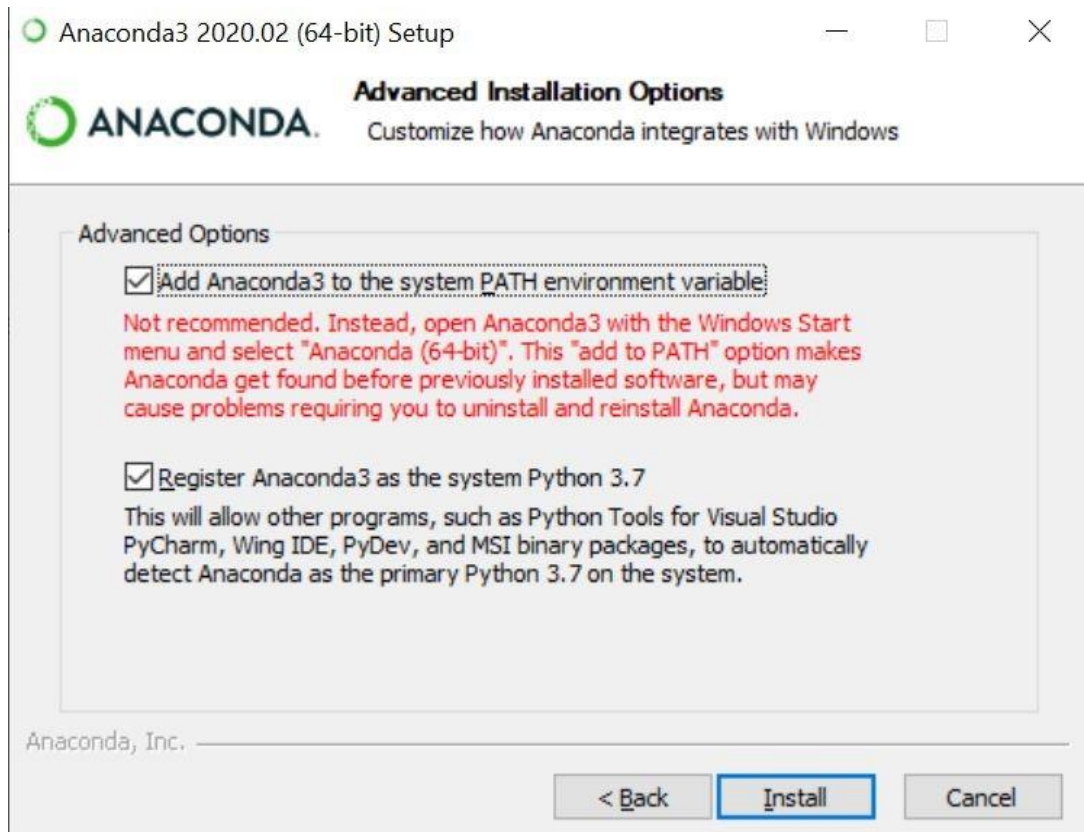 Anaconda3 2020.02 (64-bit) Setup
ANACONDA.
Advanced Installation Options
Customize how Anaconda integrates with Windows
Advanced Options
Add Anaconda3 to the system PATH environment variable
Not recommended. Instead, open Anaconda3 with the Windows Start
menu and select "Anaconda (64-bit)". This "add to PATH" option makes
Anaconda get found before previously installed software, but may
cause problems requiring you to uninstall and reinstall Anaconda.
Register Anaconda3 as the system Python 3.7
This will allow other programs, such as Python Tools for Visual Studio
PyCharm, Wing IDE, PyDev, and MSI binary packages, to automatically
detect Anaconda as the primary Python 3.7 on the system.
Anaconda, Inc.
< Back
Install
Cancel